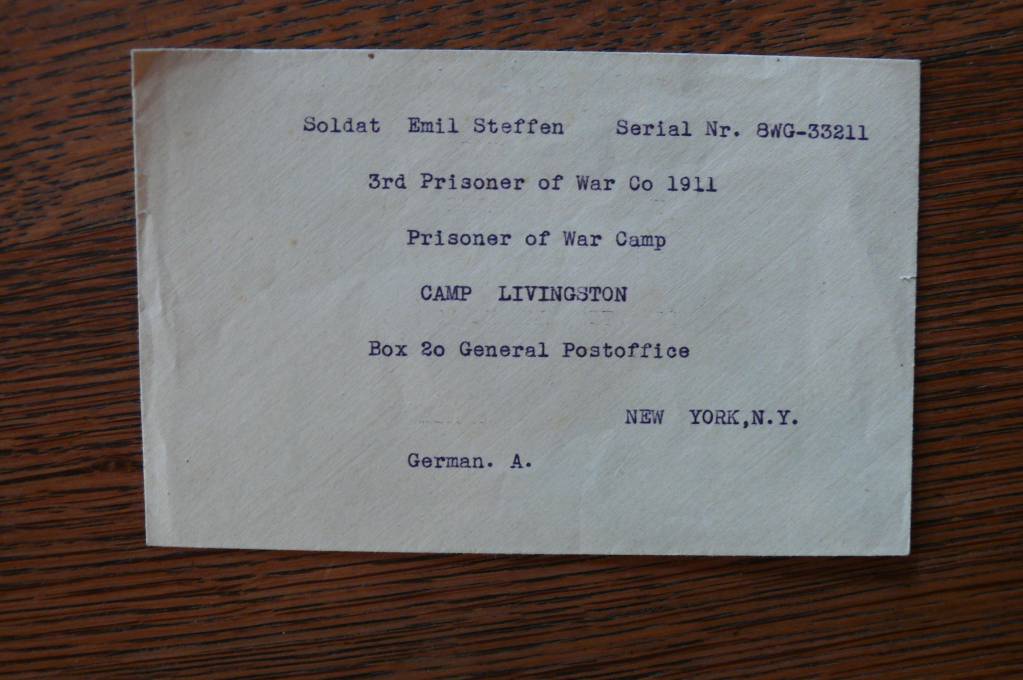 Soldat Emil Steffen Serial Nr. 8WG-33211
3rd Prisoner of War Co 1911
Prisoner of War Camp
CAMP LIVINGSTON
Box 2o General Postoffice
NEW YORK,N.Y.
German. A.